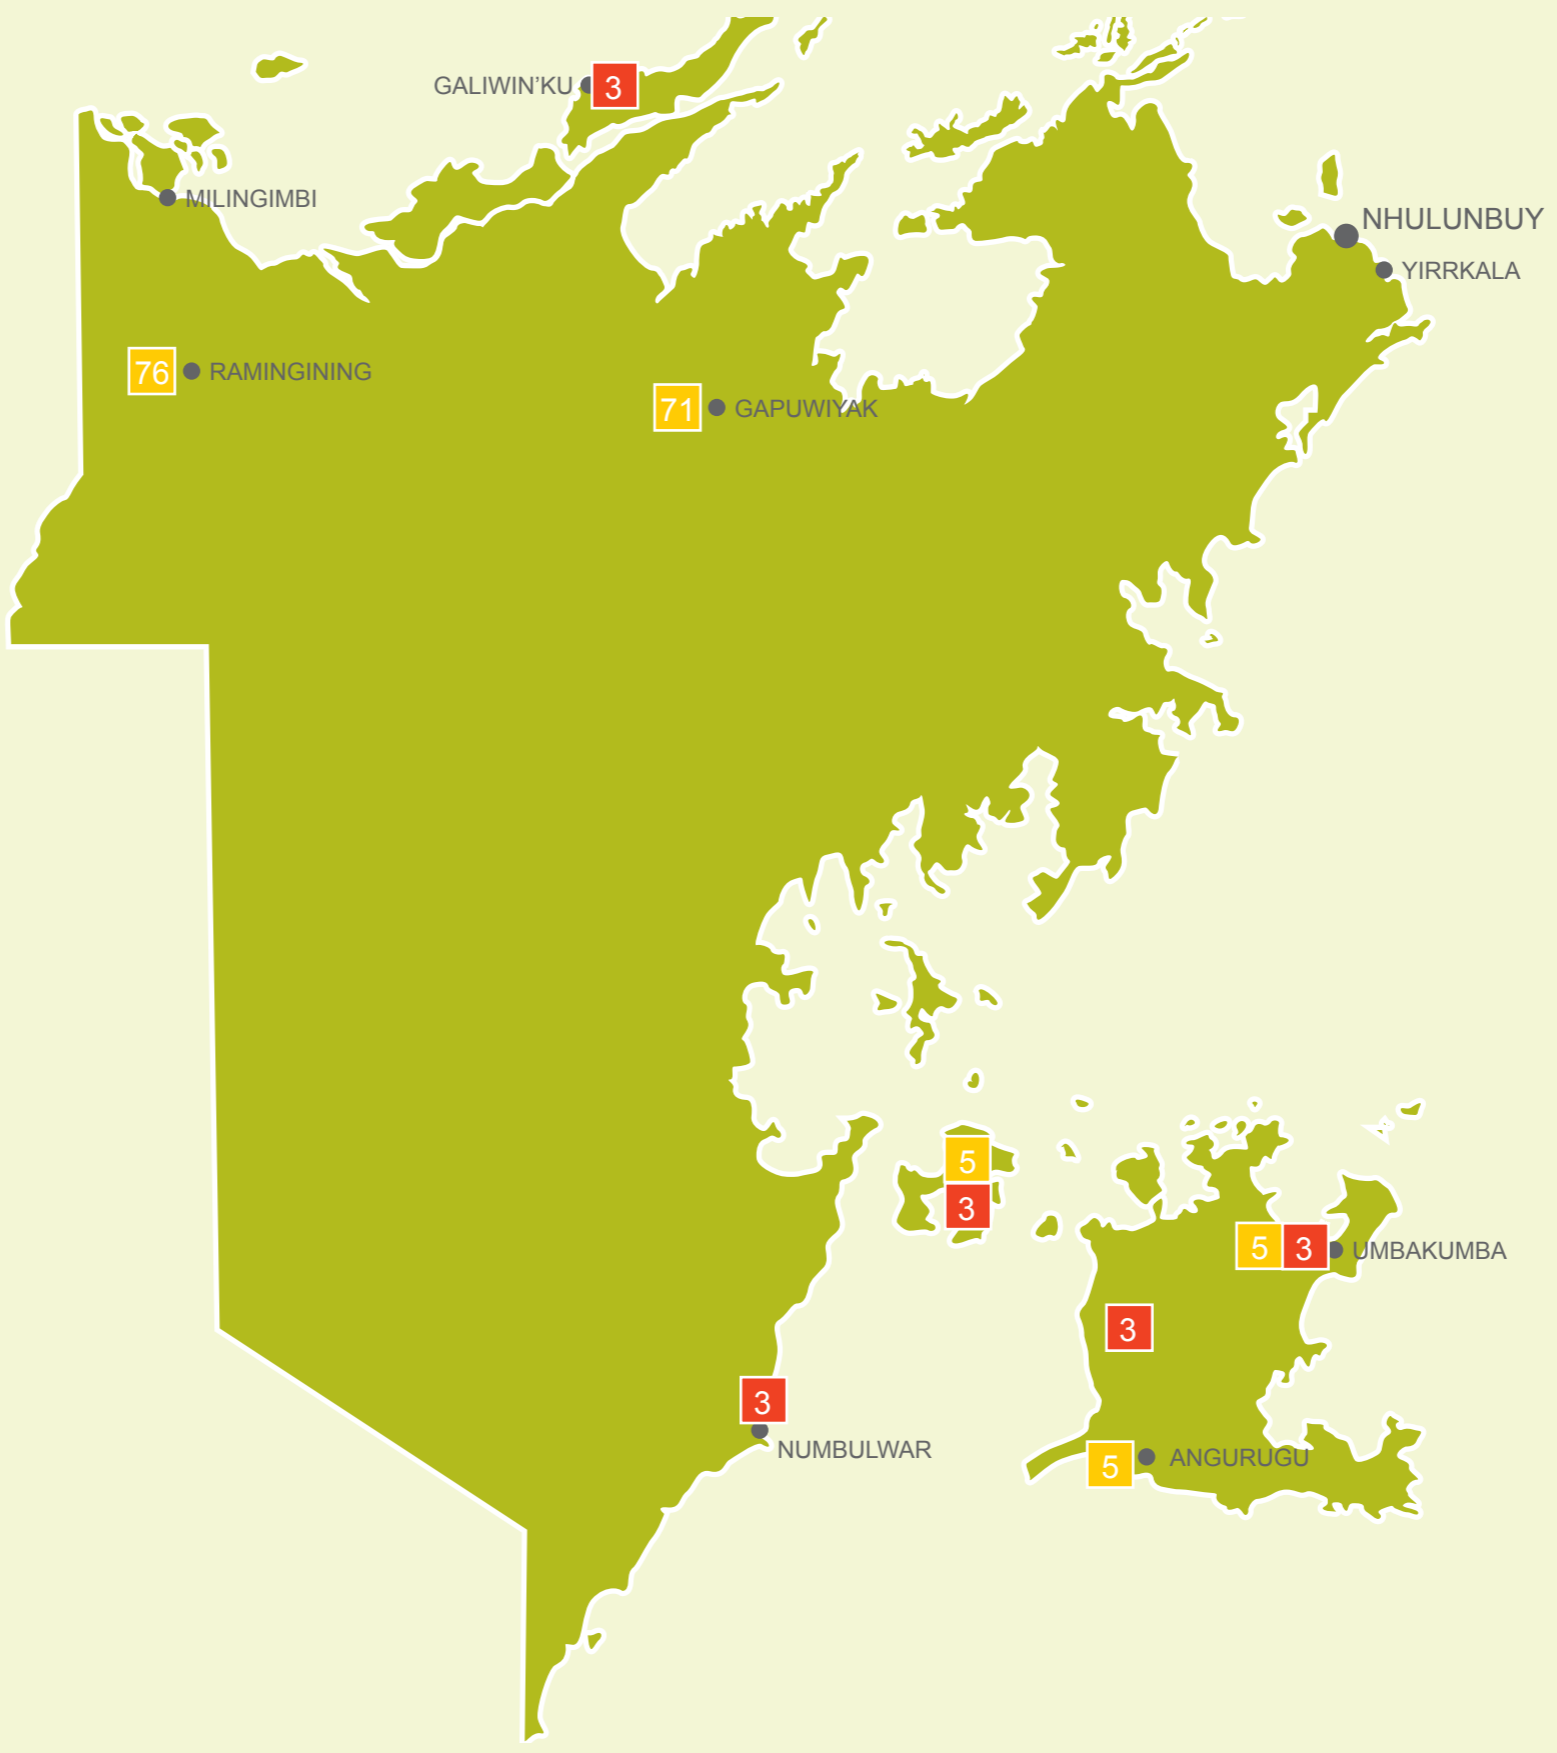 GALIWIN’KU 3
MILINGIMBI
NHULUNBUY
YIRRKALA
76 RAMINGINING
71 GAPUWIYAK
5
3
5 3 UMBAKUMBA
3
3
NUMBULWAR
5 ANGURUGU